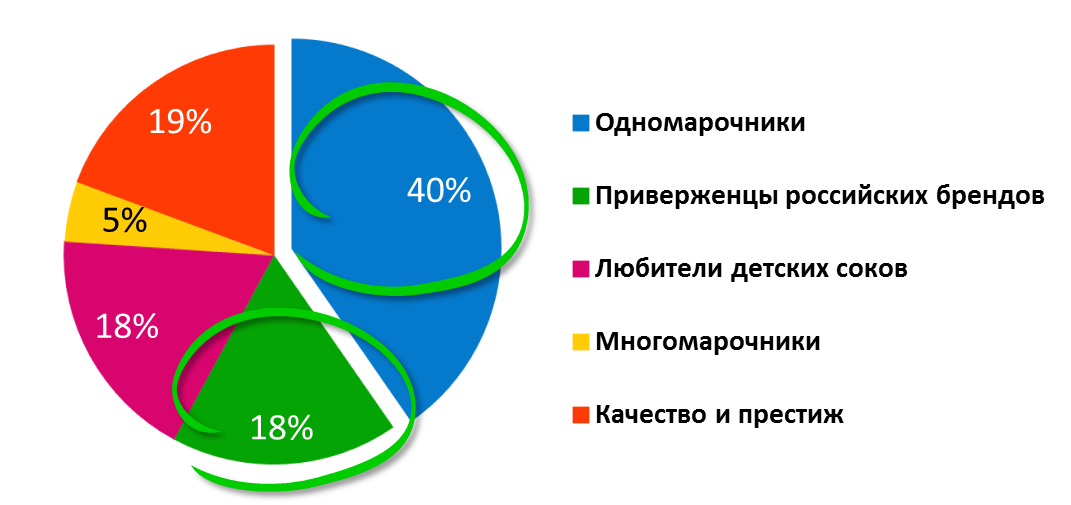 19%
40%
5%
18%
18%
Одномарочники
Приверженцы российских брендов
Любители детских соков
Многомарочники
Качество и престиж